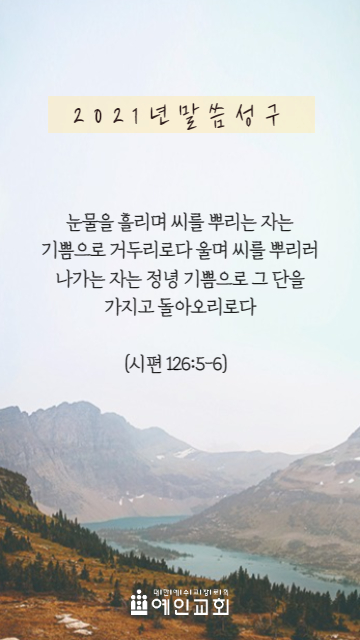 2021년말씀성구
눈물을 흘리며 씨를 뿌리는 자는
기쁨으로 거두리로다 울며 씨를 뿌리러
나가는 자는 정녕 기쁨으로 그 단을
가지고 돌아오리로다
(시편 126:5-6)
예인교회